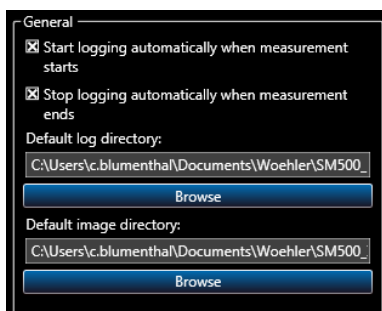 General
Start logging automatically when measurement
starts
Stop logging automatically when measurement
ends
Default log directory:
C:\Users\c.blumenthal\Documents\Woehler\SM500_
Browse
Default image directory:
C:\Users\c.blumenthal\Documents\Woehler\SM500_
Browse